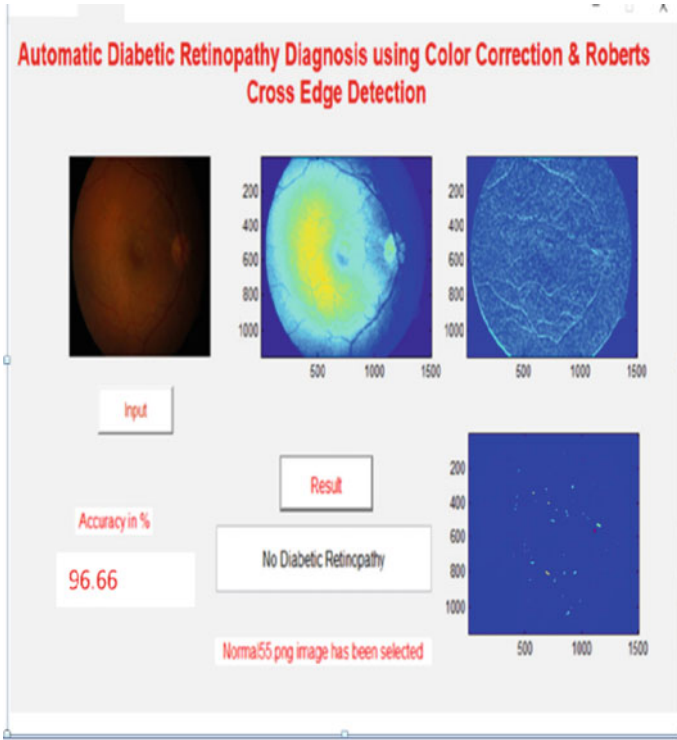 Automatic Diabetic Retinopathy Diagnosis using Color Correction & Roberts
Cross Edge Detection
200
400
600
800
1000
500 1000 1500
200
400
600
800
1000
500 1000 1500
Input
Result
Accuracy in %
96.66
No Diabetic Retinopathy
Normal55.png image has been selected
200
400
600
800
1000
500 1000 1500